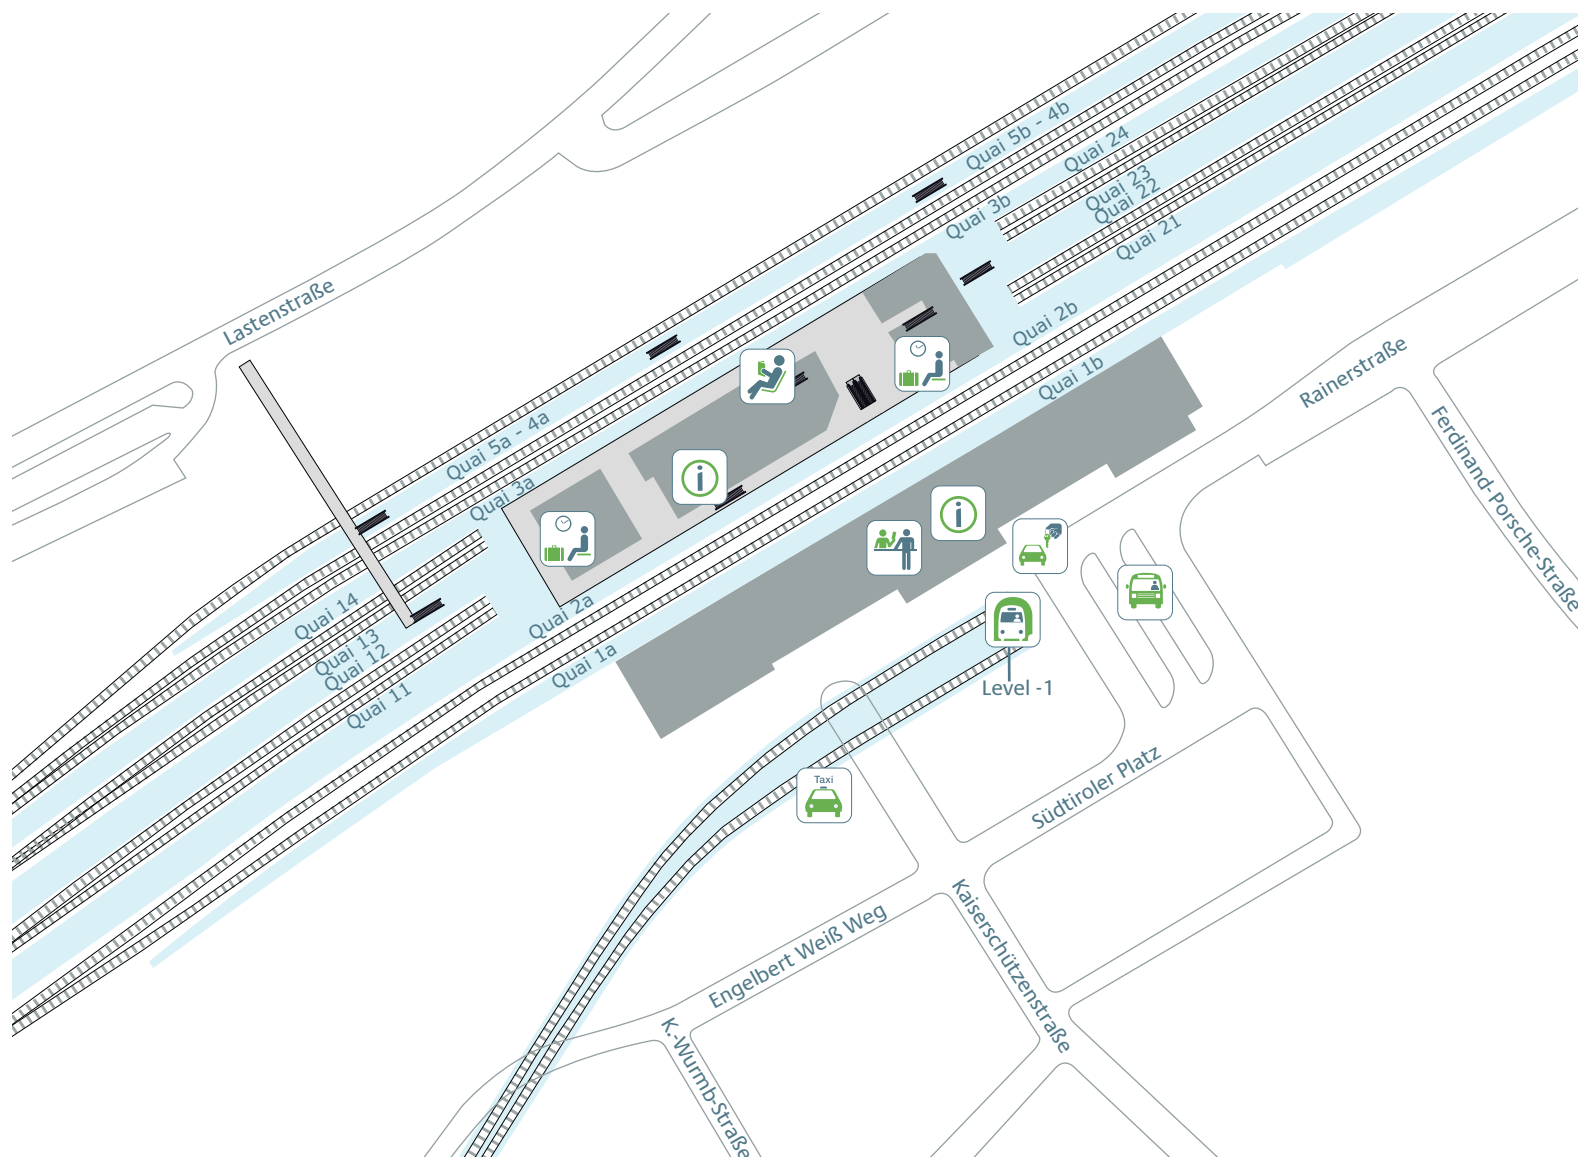 Quai 5b - 4b
Quai 24
Quai 23
Quai 22
Quai 3b
Quai 21
Lastenstraße
Quai 2b
Quai 1b
Rainerstraße
Ferdinand-Porsche-Straße
Quai 5a - 4a
Quai 3a
i
i
Quai 14
Quai 13
Quai 12
Quai 11
Quai 2a
Quai 1a
Level -1
Taxi
Südtiroler Platz
Engelbert Weiß Weg
Kaiserschützenstraße
K.-Wurmb-Straße